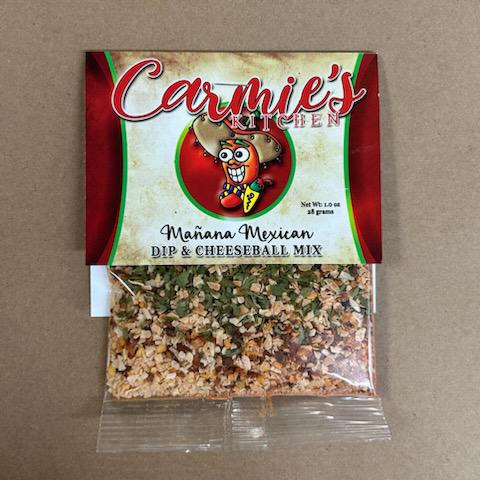 Carmie's
KITCHEN
Net Wt: 1.0 oz
28 grams
Mañana Mexican
DIP & CHEESEBALL MIX